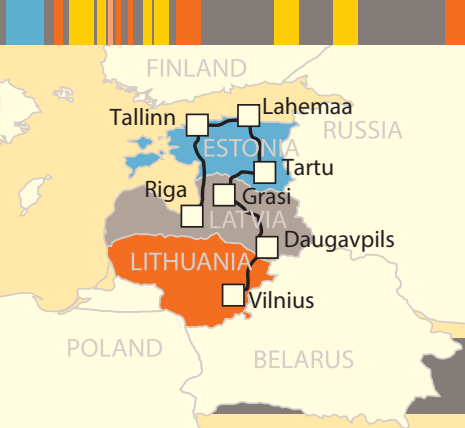 FINLAND
Lahemaa
Tallinn
RUSSIA
ESTONIA
Tartu
Riga
Grasi
LATVIA
Daugavpils
LITHUANIA
Vilnius
POLAND
BELARUS